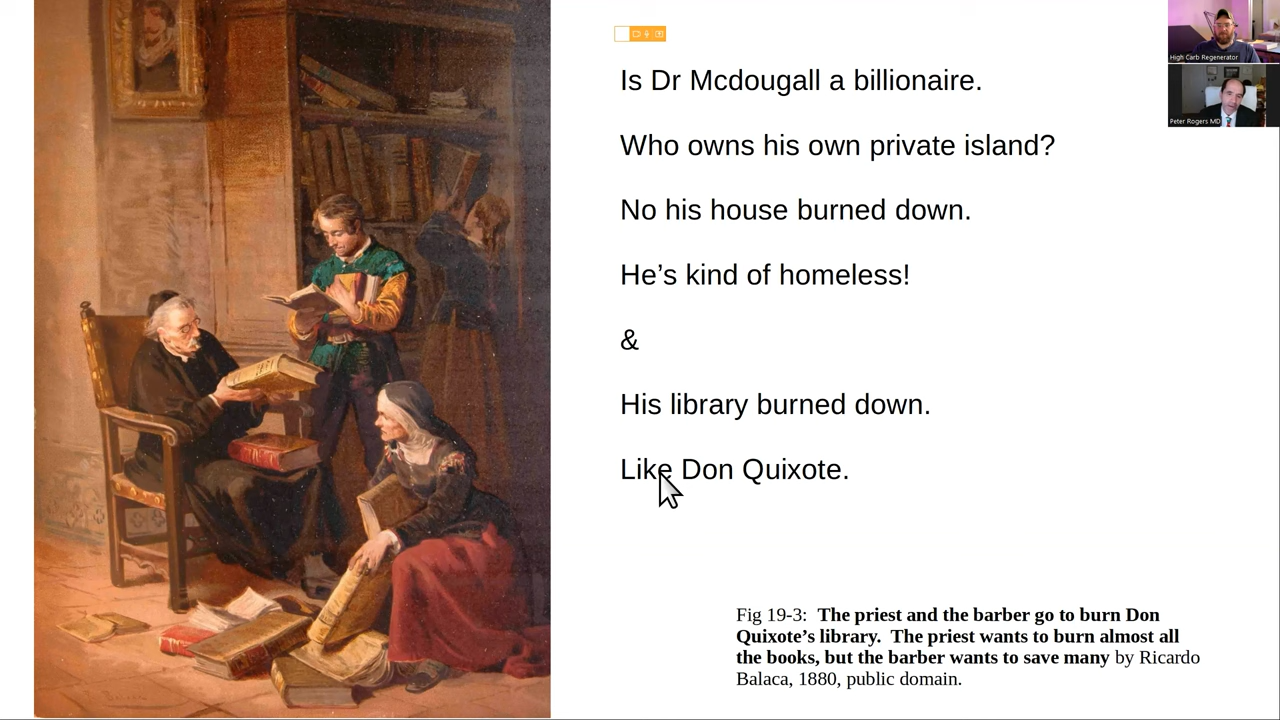 Is Dr Mcdougall a billionaire.
Who owns his own private island?
No his house burned down.
He’s kind of homeless!
&
His library burned down.
Like Don Quixote.
Fig 19-3:  The priest and the barber go to burn Don
Quixote’s library.  The priest wants to burn almost all
the books, but the barber wants to save many by Ricardo
Balaca, 1880, public domain.
High Carb Regenerator
Peter Rogers MD